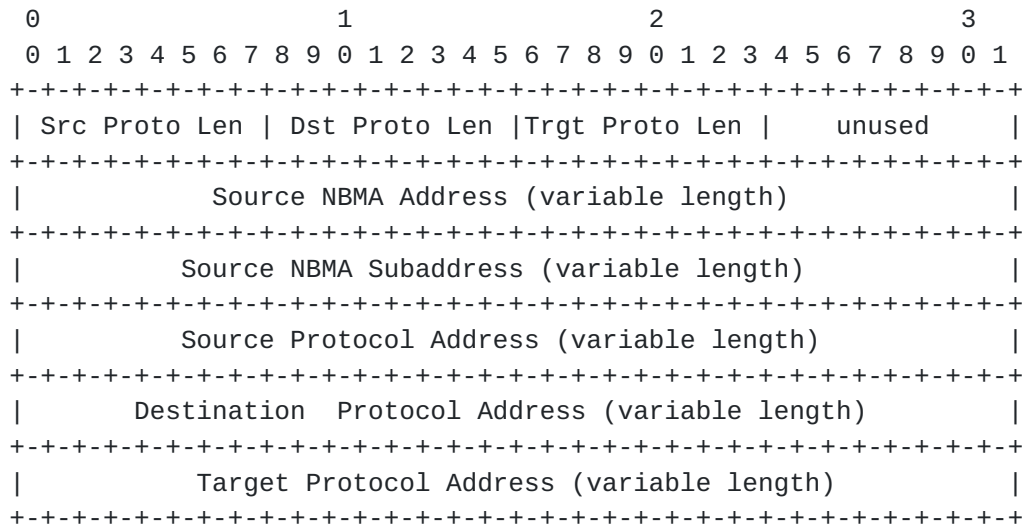 0                   1                   2                   3
 0 1 2 3 4 5 6 7 8 9 0 1 2 3 4 5 6 7 8 9 0 1 2 3 4 5 6 7 8 9 0 1
+-+-+-+-+-+-+-+-+-+-+-+-+-+-+-+-+-+-+-+-+-+-+-+-+-+-+-+-+-+-+-+-+
| Src Proto Len | Dst Proto Len |Trgt Proto Len |    unused     |
+-+-+-+-+-+-+-+-+-+-+-+-+-+-+-+-+-+-+-+-+-+-+-+-+-+-+-+-+-+-+-+-+
|            Source NBMA Address (variable length)              |
+-+-+-+-+-+-+-+-+-+-+-+-+-+-+-+-+-+-+-+-+-+-+-+-+-+-+-+-+-+-+-+-+
|          Source NBMA Subaddress (variable length)             |
+-+-+-+-+-+-+-+-+-+-+-+-+-+-+-+-+-+-+-+-+-+-+-+-+-+-+-+-+-+-+-+-+
|          Source Protocol Address (variable length)            |
+-+-+-+-+-+-+-+-+-+-+-+-+-+-+-+-+-+-+-+-+-+-+-+-+-+-+-+-+-+-+-+-+
|       Destination  Protocol Address (variable length)         |
+-+-+-+-+-+-+-+-+-+-+-+-+-+-+-+-+-+-+-+-+-+-+-+-+-+-+-+-+-+-+-+-+
|           Target Protocol Address (variable length)           |
+-+-+-+-+-+-+-+-+-+-+-+-+-+-+-+-+-+-+-+-+-+-+-+-+-+-+-+-+-+-+-+-+